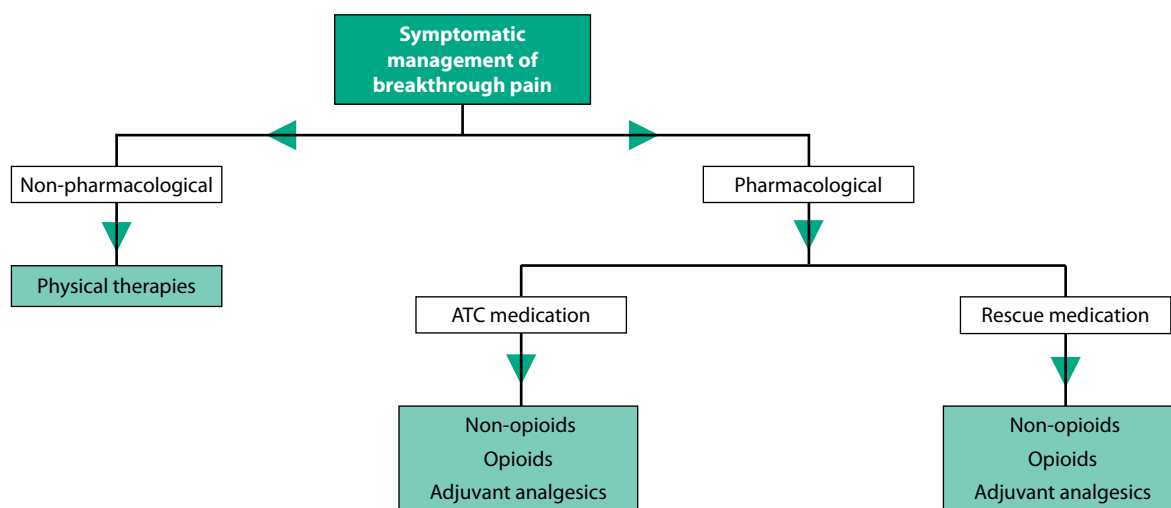 Symptomatic
management of
breakthrough pain
Non-pharmacological
Pharmacological
Physical therapies
ATC medication
Rescue medication
Non-opioids
Opioids
Adjuvant analgesics
Non-opioids
Opioids
Adjuvant analgesics